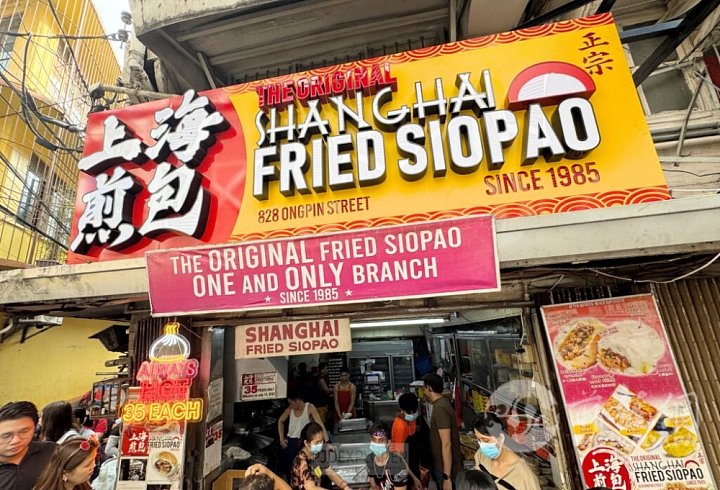 上海
煎包
THE ORIGINAL
SHANGHAI
FRIED SIOPAO
正宗
SINCE 1985
828 ONGPIN STREET
THE ORIGINAL FRIED SIOPAO
ONE AND ONLY BRANCH
SINCE 1985
SHANGHAI
FRIED SIOPAO
ALWAYS
HOT
35 EACH
35
上海
煎包
SHANGHAI
FRIED SIOPAO